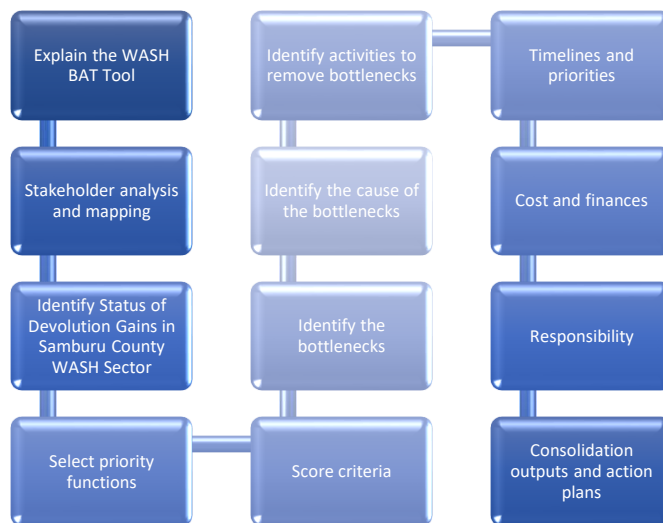 Explain the WASH
BAT Tool
Stakeholder analysis
and mapping
Identify Status of
Devolution Gains in
Samburu County
WASH Sector
Select priority
functions
Score criteria
Identify the
bottlenecks
Identify the cause of
the bottlenecks
Identify activities to
remove bottlenecks
Timelines and
priorities
Cost and finances
Responsibility
Consolidation
outputs and action
plans